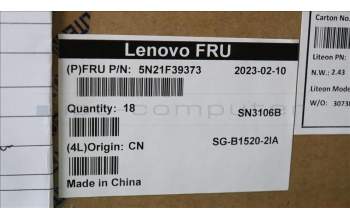 Lenovo FRU
(P)FRU P/N: 5N21F39373 2023-02-10
Quantity: 18 SN3106B
(4L)Origin: CN SG-B1520-2IA
Made in China
Carton No.
Liteon PN:
N.W.: 2.43
Liteon Model
W/O: 3073